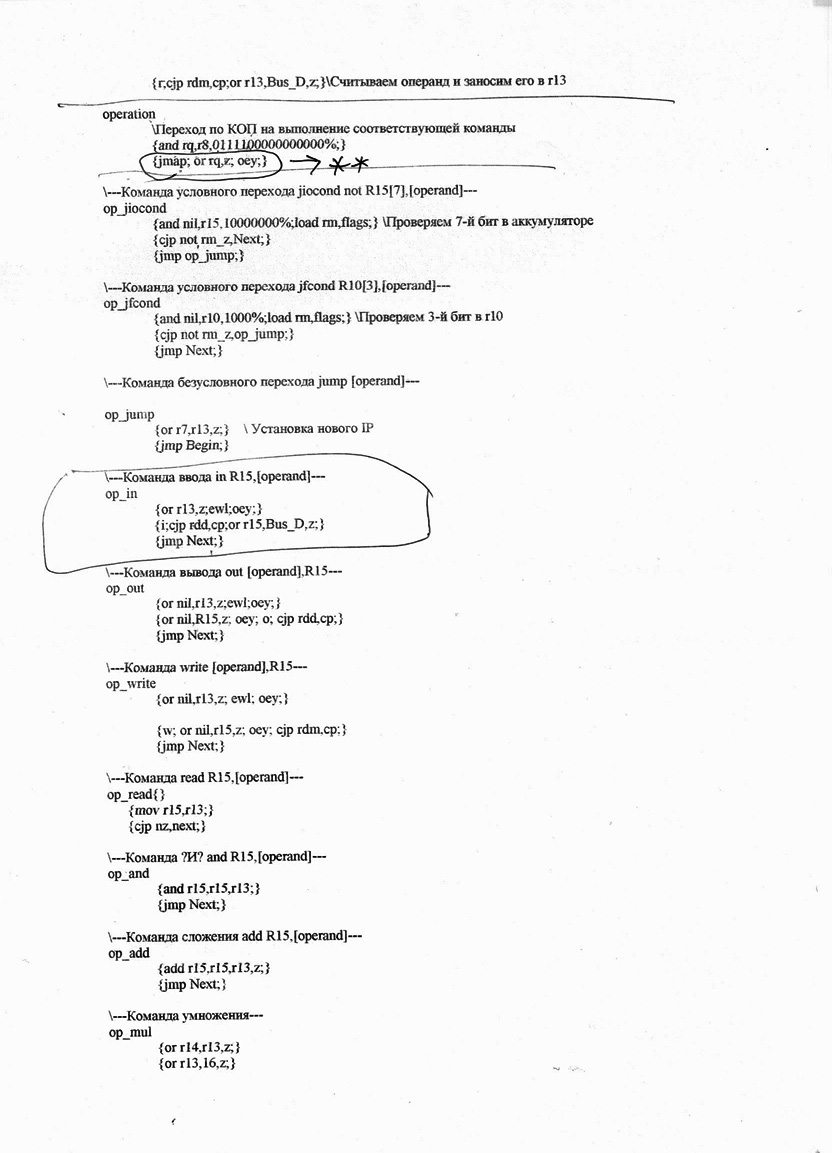 {r;cjp rdm,cp;or r13,Bus_D,z;}\Считываем операнд и заносим его в r13
operation
\Переход по КОП на выполнение соответствующей команды
{and rq,r8,0111100000000000%;}
{jmap; or rq,z; oey;} → **
\---Команда условного перехода jiocond not R15[7],[operand]---
op_jiocond
{and nil,r15,10000000%;load rm,flags;} \Проверяем 7-й бит в аккумуляторе
{cjp not rm_z,Next;}
{jmp op_jump;}
\---Команда условного перехода jfcond R10[3],[operand]---
op_jfcond
{and nil,r10,1000%;load rm,flags;} \Проверяем 3-й бит в r10
{cjp not rm_z,op_jump;}
{jmp Next;}
\---Команда безусловного перехода jump [operand]---
op_jump
{or r7,r13,z;} \ Установка нового IP
{jmp Begin;}
\---Команда ввода in R15,[operand]---
op_in
{or r13,z;ewl;oey;}
{i;cjp rdd,cp;or r15,Bus_D,z;}
{jmp Next;}
\---Команда вывода out [operand],R15---
op_out
{or nil,r13,z;ewl;oey;}
{or nil,R15,z; oey; o; cjp rdd,cp;}
{jmp Next;}
\---Команда write [operand],R15---
op_write
{or nil,r13,z; ewl; oey;}
{w; or nil,r15,z; oey; cjp rdm,cp;}
{jmp Next;}
\---Команда read R15,[operand]---
op_read{}
{mov r15,r13;}
{cjp nz,next;}
\---Команда ?И? and R15,[operand]---
op_and
{and r15,r15,r13;}
{jmp Next;}
\---Команда сложения add R15,[operand]---
op_add
{add r15,r15,r13,z;}
{jmp Next;}
\---Команда умножения---
op_mul
{or r14,r13,z;}
{or r13,16,z;}